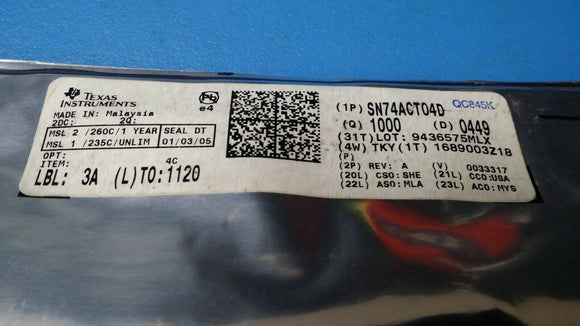 TEXAS
INSTRUMENTS
MADE IN: Malaysia
2DC: 2Q:
MSL 2 /260C/1 YEAR SEAL DT
MSL 1 /235C/UNLIM 01/03/05
OPT:
ITEM: 4C
LBL: 3A (L)TO:1120
Pb
e4
(1P) SN74ACT04D QC845K
(Q) 1000 (D) 0449
(31T)LOT: 9436575MLX
(4W) TKY(1T) 1689003Z18
(P)
(2P) REV: A (V) 0033317
(20L) CSO:SHE (21L) CCO:USA
(22L) ASO:MLA (23L) ACO:MYS